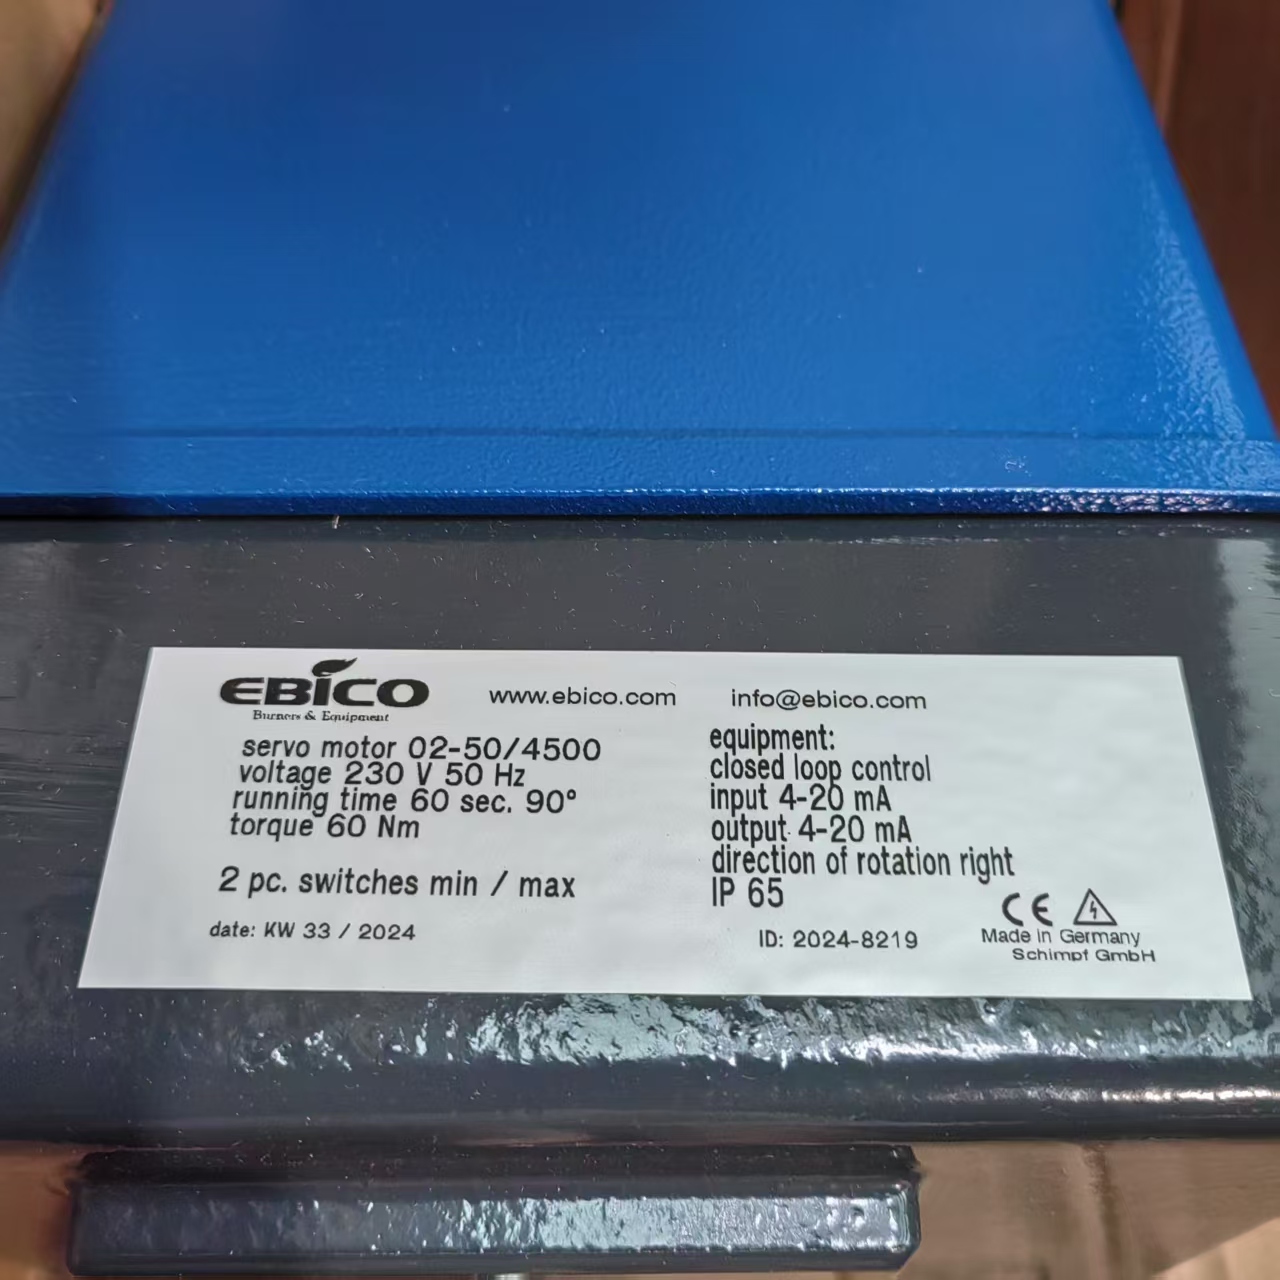 EBICO
Burners & Equipment
www.ebico.com
info@ebico.com
servo motor 02-50/4500
voltage 230 V 50 Hz
running time 60 sec. 90°
torque 60 Nm
2 pc. switches min / max
date: KW 33 / 2024
equipment:
closed loop control
input 4-20 mA
output 4-20 mA
direction of rotation right
IP 65
ID: 2024-8219
CE
Made in Germany
Schimpf GmbH